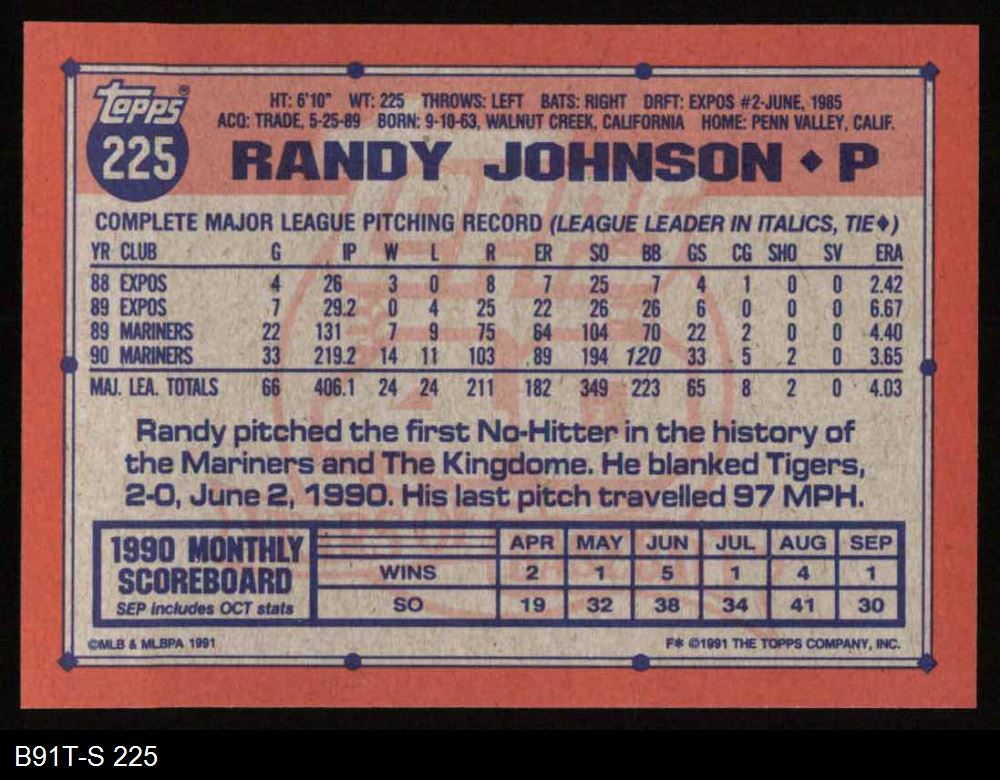 Topps®
225
HT: 6'10" WT: 225 THROWS: LEFT BATS: RIGHT DRFT: EXPOS #2-JUNE, 1985
ACQ: TRADE, 5-25-89 BORN: 9-10-63, WALNUT CREEK, CALIFORNIA HOME: PENN VALLEY, CALIF.
RANDY JOHNSON ♦ P
COMPLETE MAJOR LEAGUE PITCHING RECORD (LEAGUE LEADER IN ITALICS, TIE♦)
YR CLUB G IP W L R ER SO BB GS CG SHO SV ERA
88 EXPOS 4 26 3 0 8 7 25 7 4 1 0 0 2.42
89 EXPOS 7 29.2 0 4 25 22 26 26 6 0 0 0 6.67
89 MARINERS 22 131 7 9 75 64 104 70 22 2 0 0 4.40
90 MARINERS 33 219.2 14 11 103 89 194 120 33 5 2 0 3.65
MAJ. LEA. TOTALS 66 406.1 24 24 211 182 349 223 65 8 2 0 4.03
Randy pitched the first No-Hitter in the history of
the Mariners and The Kingdome. He blanked Tigers,
2-0, June 2, 1990. His last pitch travelled 97 MPH.
1990 MONTHLY
SCOREBOARD
SEP includes OCT stats
APR MAY JUN JUL AUG SEP
WINS 2 1 5 1 4 1
SO 19 32 38 34 41 30
©MLB & MLBPA 1991
F* ©1991 THE TOPPS COMPANY, INC.
B91T-S 225